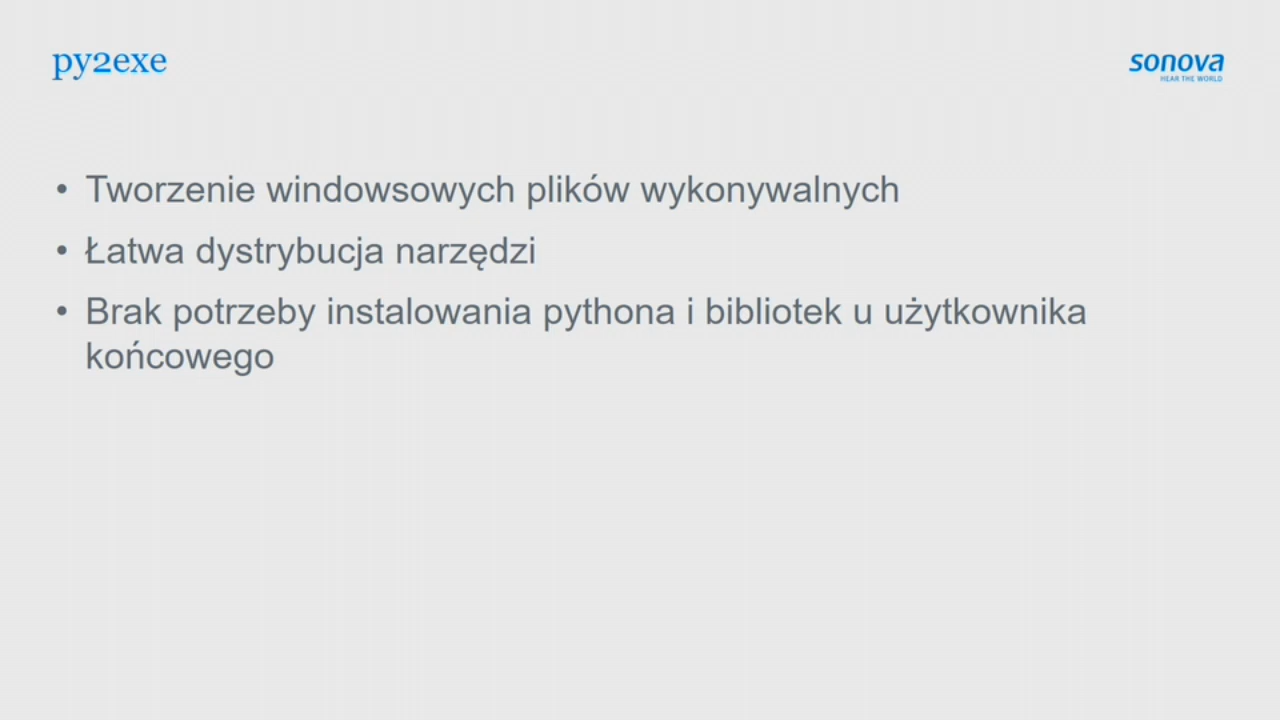 py2exe
sonova
HEAR THE WORLD
• Tworzenie windowsowych plików wykonywalnych
• Łatwa dystrybucja narzędzi
• Brak potrzeby instalowania pythona i bibliotek u użytkownika
końcowego